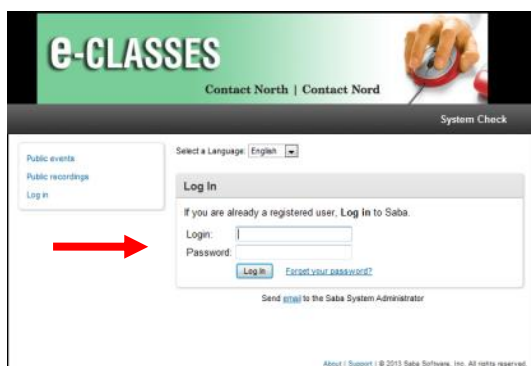 e-CLASSES
Contact North | Contact Nord
System Check
Public events
Public recordings
Log in
Select a Language: English
Log In
If you are already a registered user, Log in to Saba.
Login:
Password:
Log In Forgot your password?
Send email to the Saba System Administrator
About | Support | © 2013 Saba Software, Inc. All rights reserved.